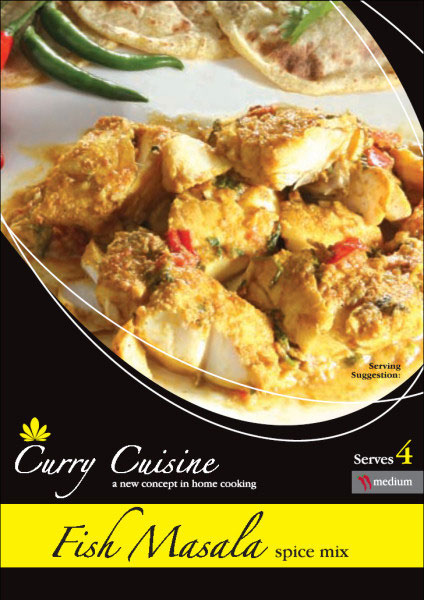 Serving
Suggestion:
Curry Cuisine
a new concept in home cooking
Serves 4
medium
Fish Masala spice mix